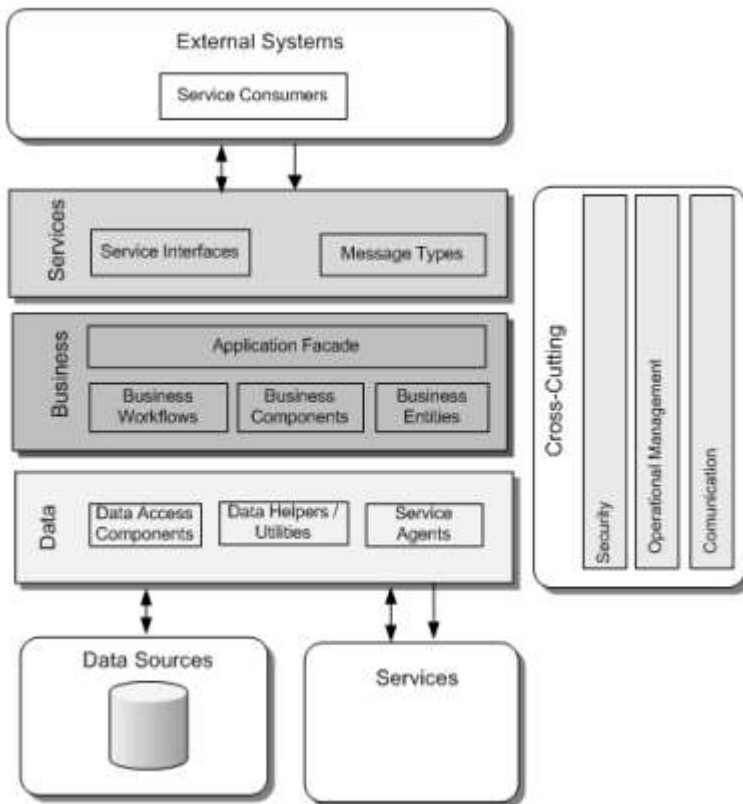 External Systems
Service Consumers
Services
Service Interfaces
Message Types
Business
Application Facade
Business
Workflows
Business
Components
Business
Entities
Data
Data Access
Components
Data Helpers /
Utilities
Service
Agents
Data Sources
Services
Cross-Cutting
Security
Operational Management
Comunication